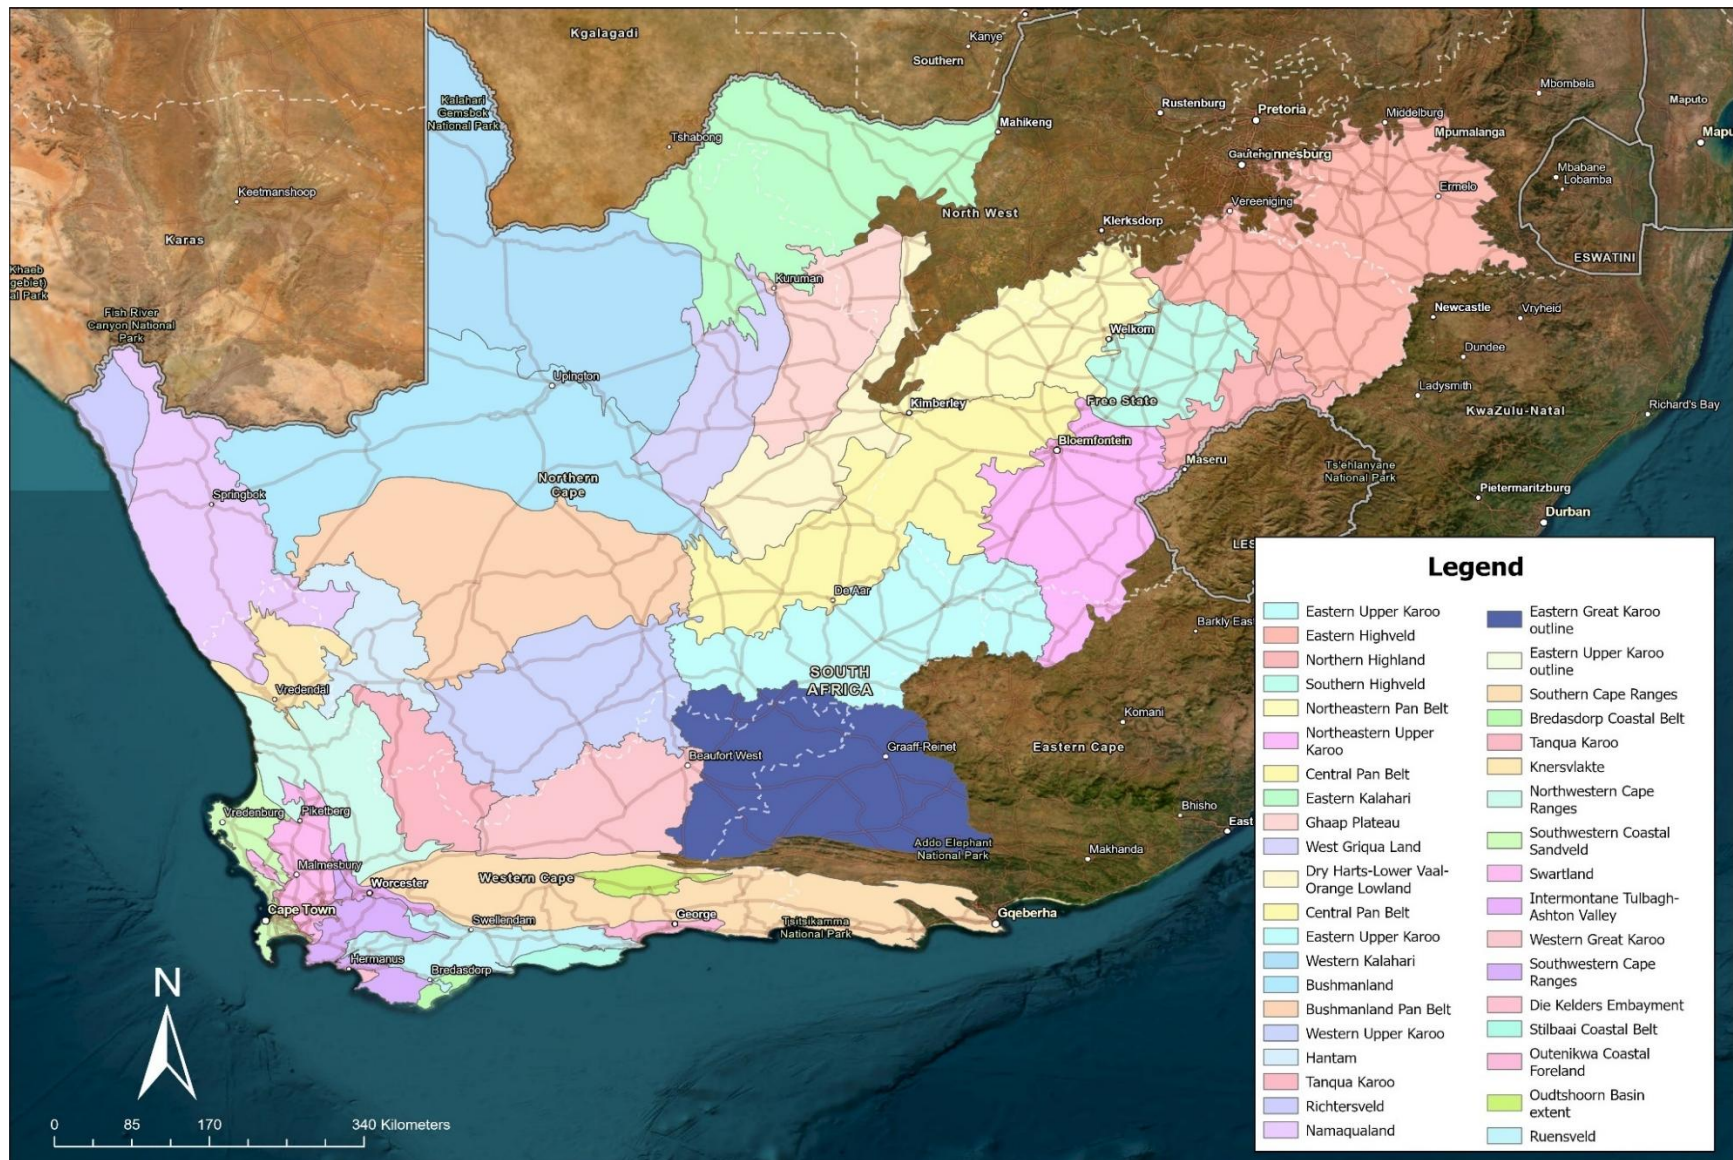 Kgalagadi
Kanye
Southern
Kalahari
Gemsbok
National Park
Tshabong
Mahikeng
Rustenburg
Pretoria
Middelburg
Mbombela
Mpumalanga
Maputo
Gauteng
Mbabane
Lobamba
Ermelo
Keetmanshoop
Karas
North West
Klerksdorp
Vereeniging
ESWATINI
Khaeb
gebiet)
al Park
Kuruman
Fish River
Canyon National
Park
Welkom
Newcastle
Vryheid
Dundee
Upington
Ladysmith
Kimberley
Free State
KwaZulu-Natal
Richard's Bay
Bloemfontein
Maseru
Ts'ehlanyane
National Park
Northern
Cape
Springbok
Pietermaritzburg
Durban
LES
De Aar
Barkly East
SOUTH
AFRICA
Vredendal
Komani
Eastern Cape
Beaufort West
Graaff-Reinet
Vredenburg
Piketberg
Bhisho
East
Addo Elephant
National Park
Makhanda
Malmesbury
Worcester
Western Cape
Cape Town
Swellendam
George
Tsitsikamma
National Park
Gqeberha
Hermanus
Bredasdorp
N
0 85 170 340 Kilometers
Legend
Eastern Upper Karoo
Eastern Highveld
Northern Highland
Southern Highveld
Northeastern Pan Belt
Northeastern Upper
Karoo
Central Pan Belt
Eastern Kalahari
Ghaap Plateau
West Griqua Land
Dry Harts-Lower Vaal-
Orange Lowland
Central Pan Belt
Eastern Upper Karoo
Western Kalahari
Bushmanland
Bushmanland Pan Belt
Western Upper Karoo
Hantam
Tanqua Karoo
Richtersveld
Namaqualand
Eastern Great Karoo
outline
Eastern Upper Karoo
outline
Southern Cape Ranges
Bredasdorp Coastal Belt
Tanqua Karoo
Knersvlakte
Northwestern Cape
Ranges
Southwestern Coastal
Sandveld
Swartland
Intermontane Tulbagh-
Ashton Valley
Western Great Karoo
Southwestern Cape
Ranges
Die Kelders Embayment
Stilbaai Coastal Belt
Outenikwa Coastal
Foreland
Oudtshoorn Basin
extent
Ruensveld